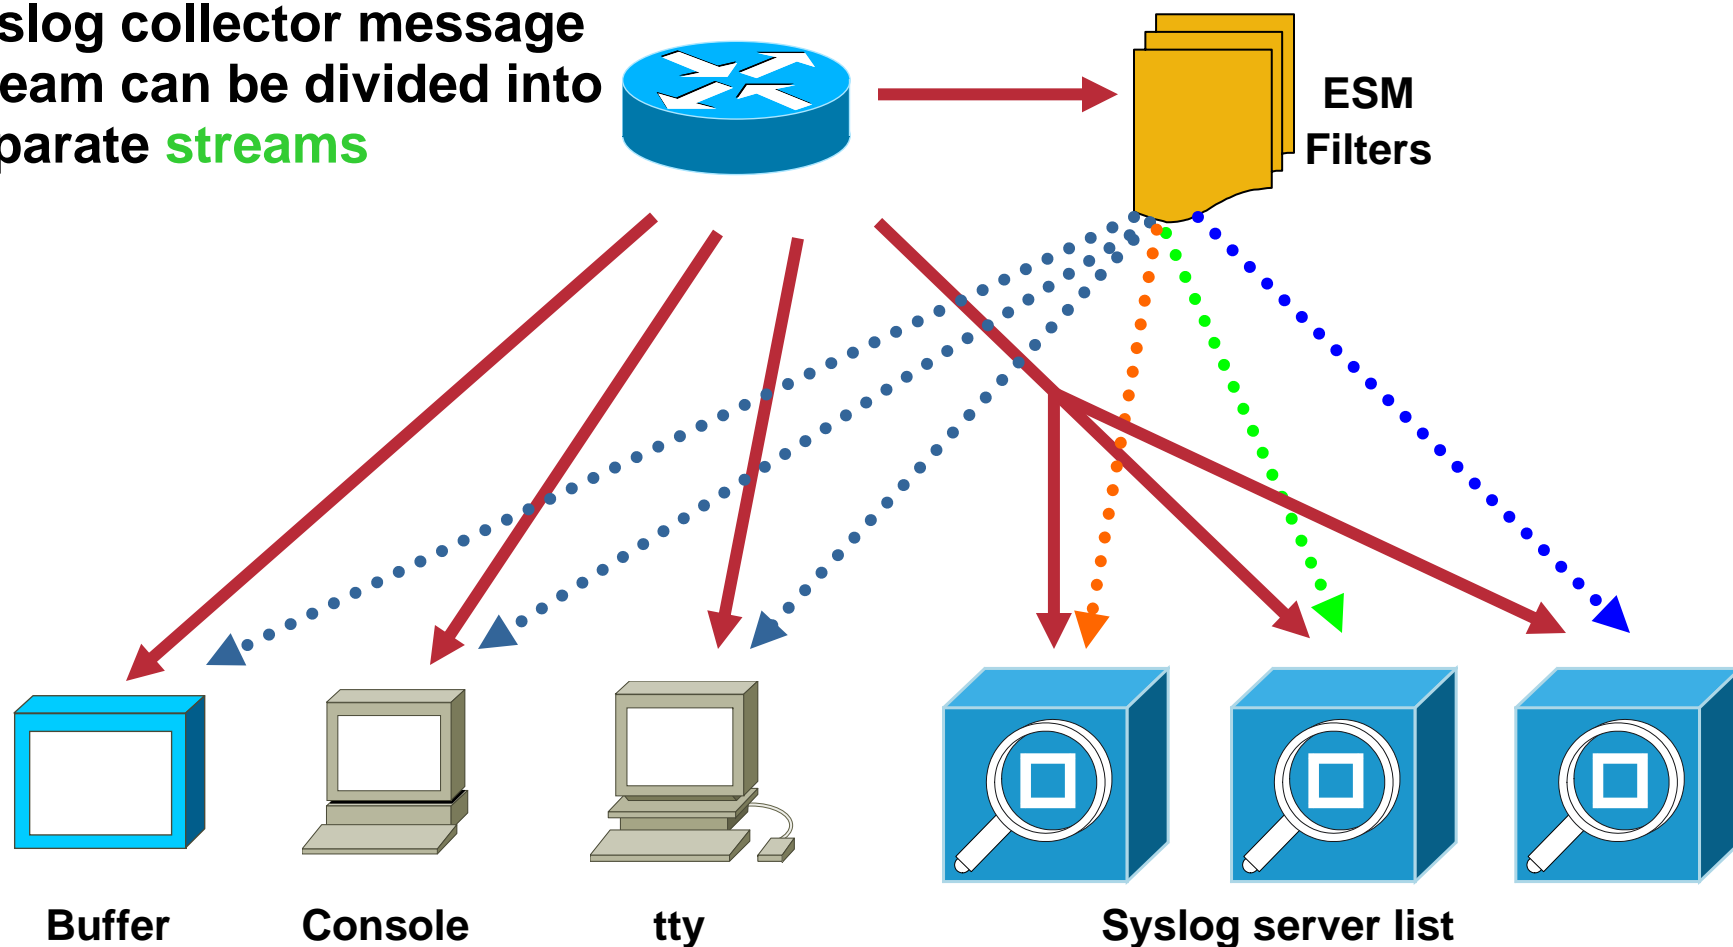 slog collector message
eam can be divided into
parate streams
ESM
Filters
Buffer
Console
tty
Syslog server list